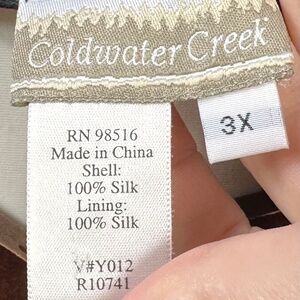 Coldwater Creek
3X
RN 98516
Made in China
Shell:
100% Silk
Lining:
100% Silk
V#Y012
R10741